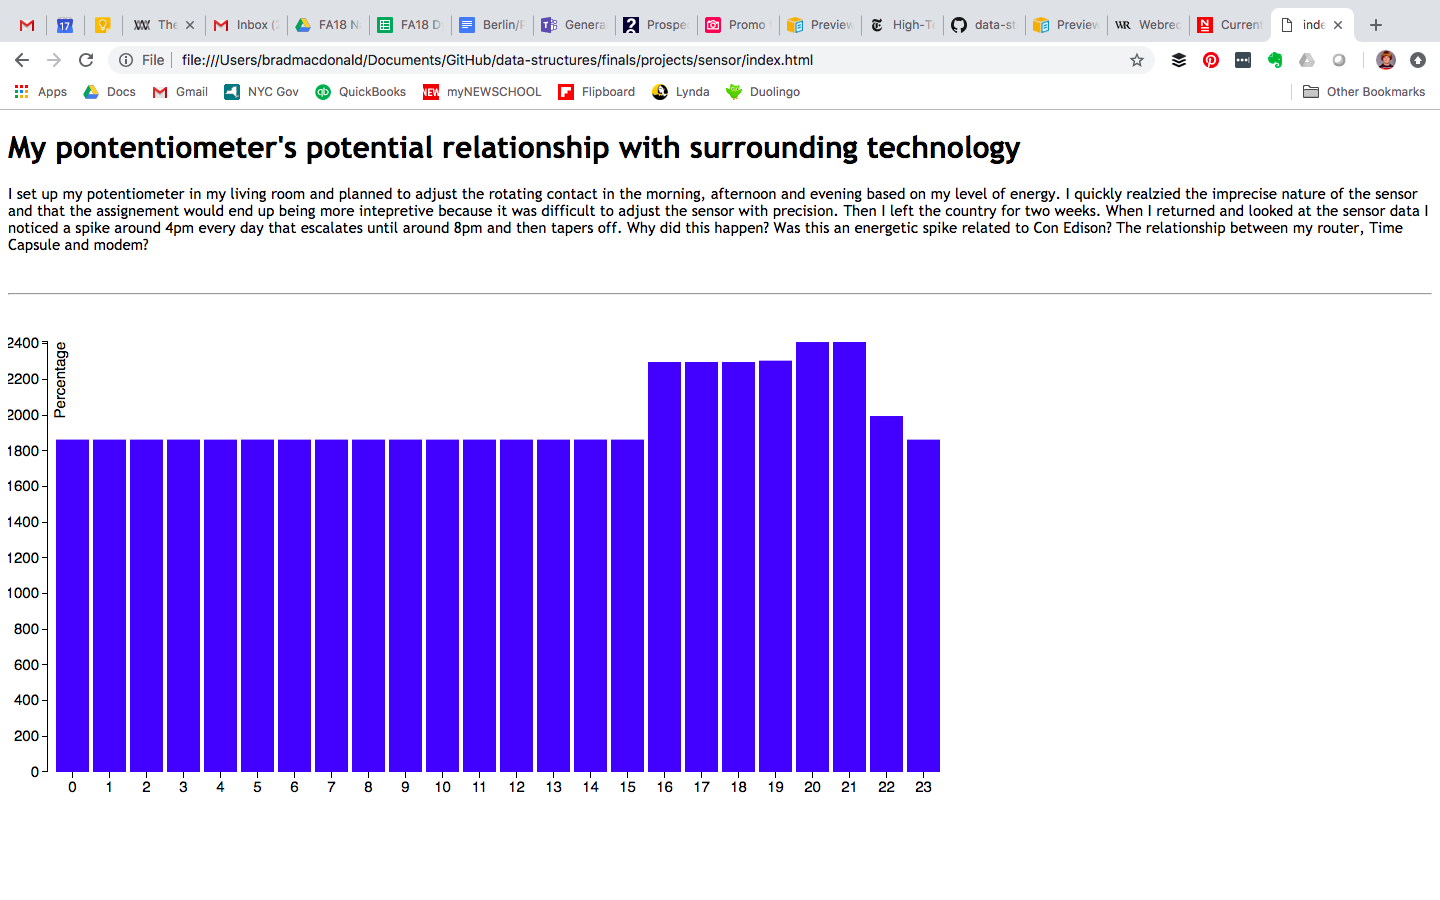 17 The Inbox (2 FA18 N FA18 D Berlin/F Genera ?? Prospe Promo Preview High-Te data-st Preview WR Webrec Current inde
File file:///Users/bradmacdonald/Documents/GitHub/data-structures/finals/projects/sensor/index.html
Apps Docs Gmail NYC Gov qb QuickBooks NEW myNEWSCHOOL Flipboard Lynda Duolingo Other Bookmarks
My pontentiometer's potential relationship with surrounding technology
I set up my potentiometer in my living room and planned to adjust the rotating contact in the morning, afternoon and evening based on my level of energy. I quickly realzied the imprecise nature of the sensor
and that the assignement would end up being more intepretive because it was difficult to adjust the sensor with precision. Then I left the country for two weeks. When I returned and looked at the sensor data I
noticed a spike around 4pm every day that escalates until around 8pm and then tapers off. Why did this happen? Was this an energetic spike related to Con Edison? The relationship between my router, Time
Capsule and modem?
Percentage
2400
2200
2000
1800
1600
1400
1200
1000
800
600
400
200
0
0 1 2 3 4 5 6 7 8 9 10 11 12 13 14 15 16 17 18 19 20 21 22 23